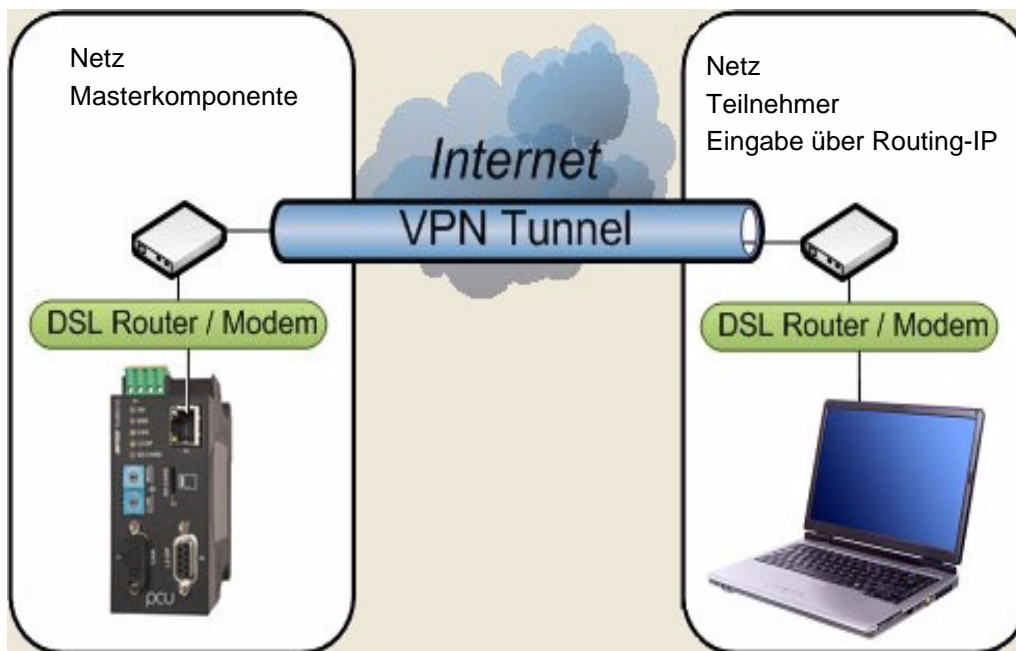 Netz
Masterkomponente
Netz
Teilnehmer
Eingabe über Routing-IP
Internet
VPN Tunnel
DSL Router / Modem
DSL Router / Modem
pcu